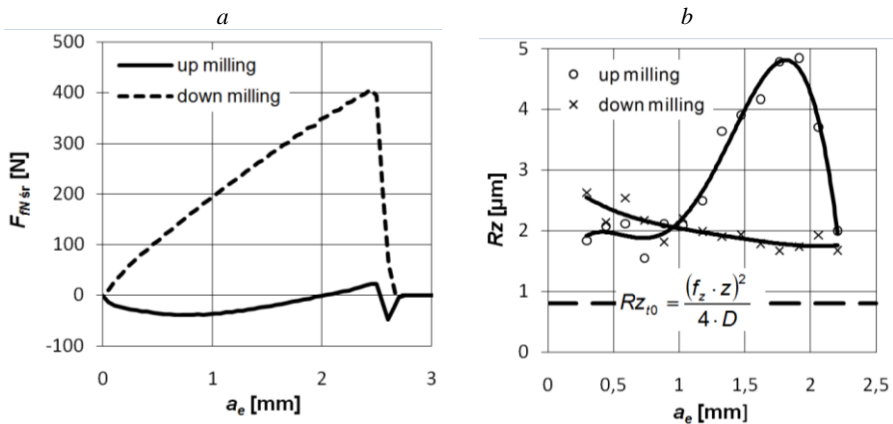 a
500
400
300
200
100
0
-100
F_fN śr [N]
up milling
down milling
0 1 2 3
a_e [mm]
b
5
4
3
2
1
0
Rz [µm]
up milling
down milling
Rz_t0 = (f_z · z)² / 4 · D
0 0,5 1 1,5 2 2,5
a_e [mm]